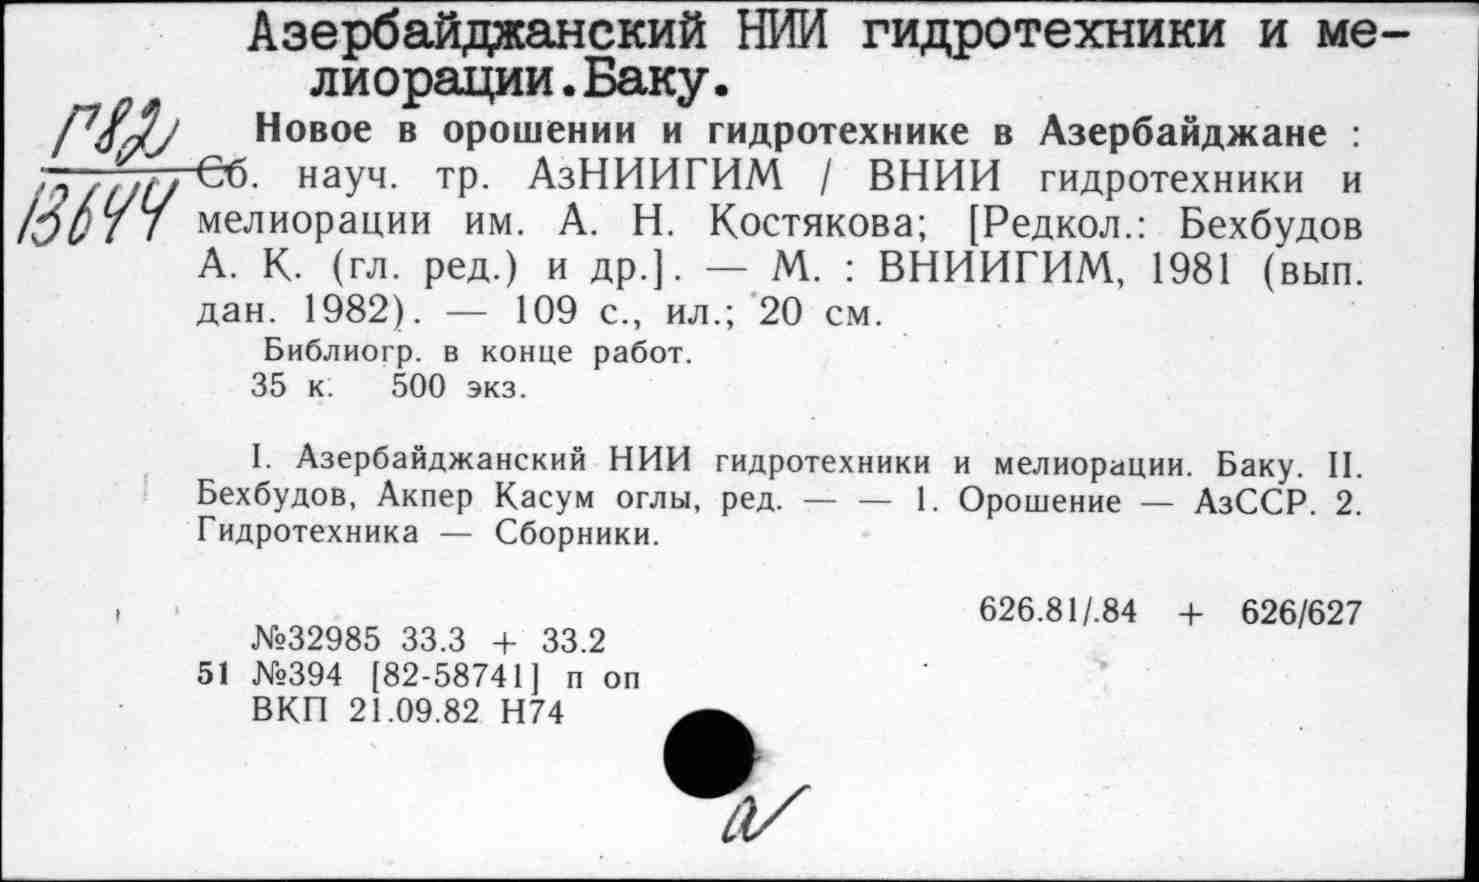 Азербайджанский НИИ гидротехники и ме-
лиорации.Баку.
Г82
13644
Новое в орошении и гидротехнике в Азербайджане :
Сб. науч. тр. АзНИИГИМ / ВНИИ гидротехники и
мелиорации им. А. Н. Костякова; [Редкол.: Бехбудов
А. К. (гл. ред.) и др.]. — М. : ВНИИГИМ, 1981 (вып.
дан. 1982). — 109 с., ил.; 20 см.
Библиогр. в конце работ.
35 к. 500 экз.
I. Азербайджанский НИИ гидротехники и мелиорации. Баку. II.
Бехбудов, Акпер Касум оглы, ред. — — 1. Орошение — АзССР. 2.
Гидротехника — Сборники.
626.81/.84 + 626/627
№32985 33.3 + 33.2
51 №394 [82-58741] п оп
ВКП 21.09.82 Н74